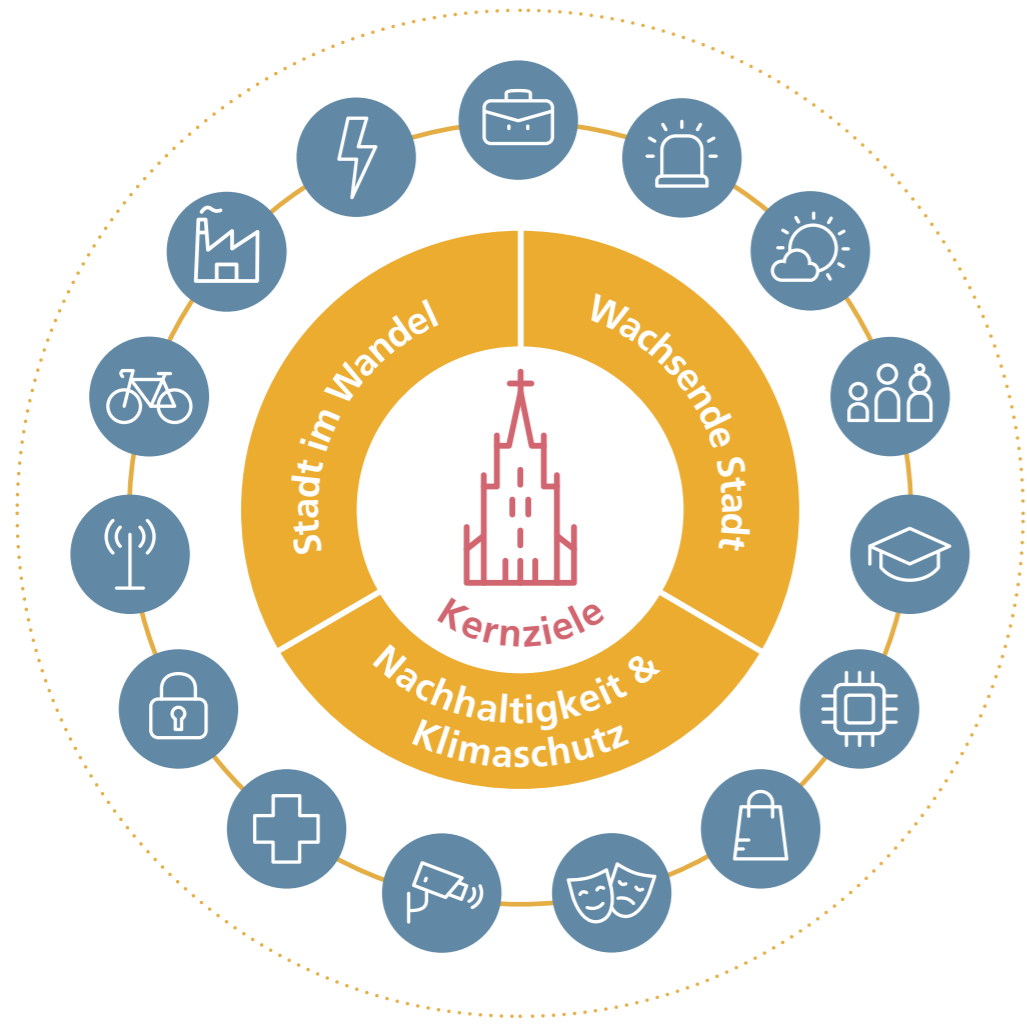 Stadt im Wandel
Wachsende Stadt
Kernziele
Nachhaltigkeit &
Klimaschutz